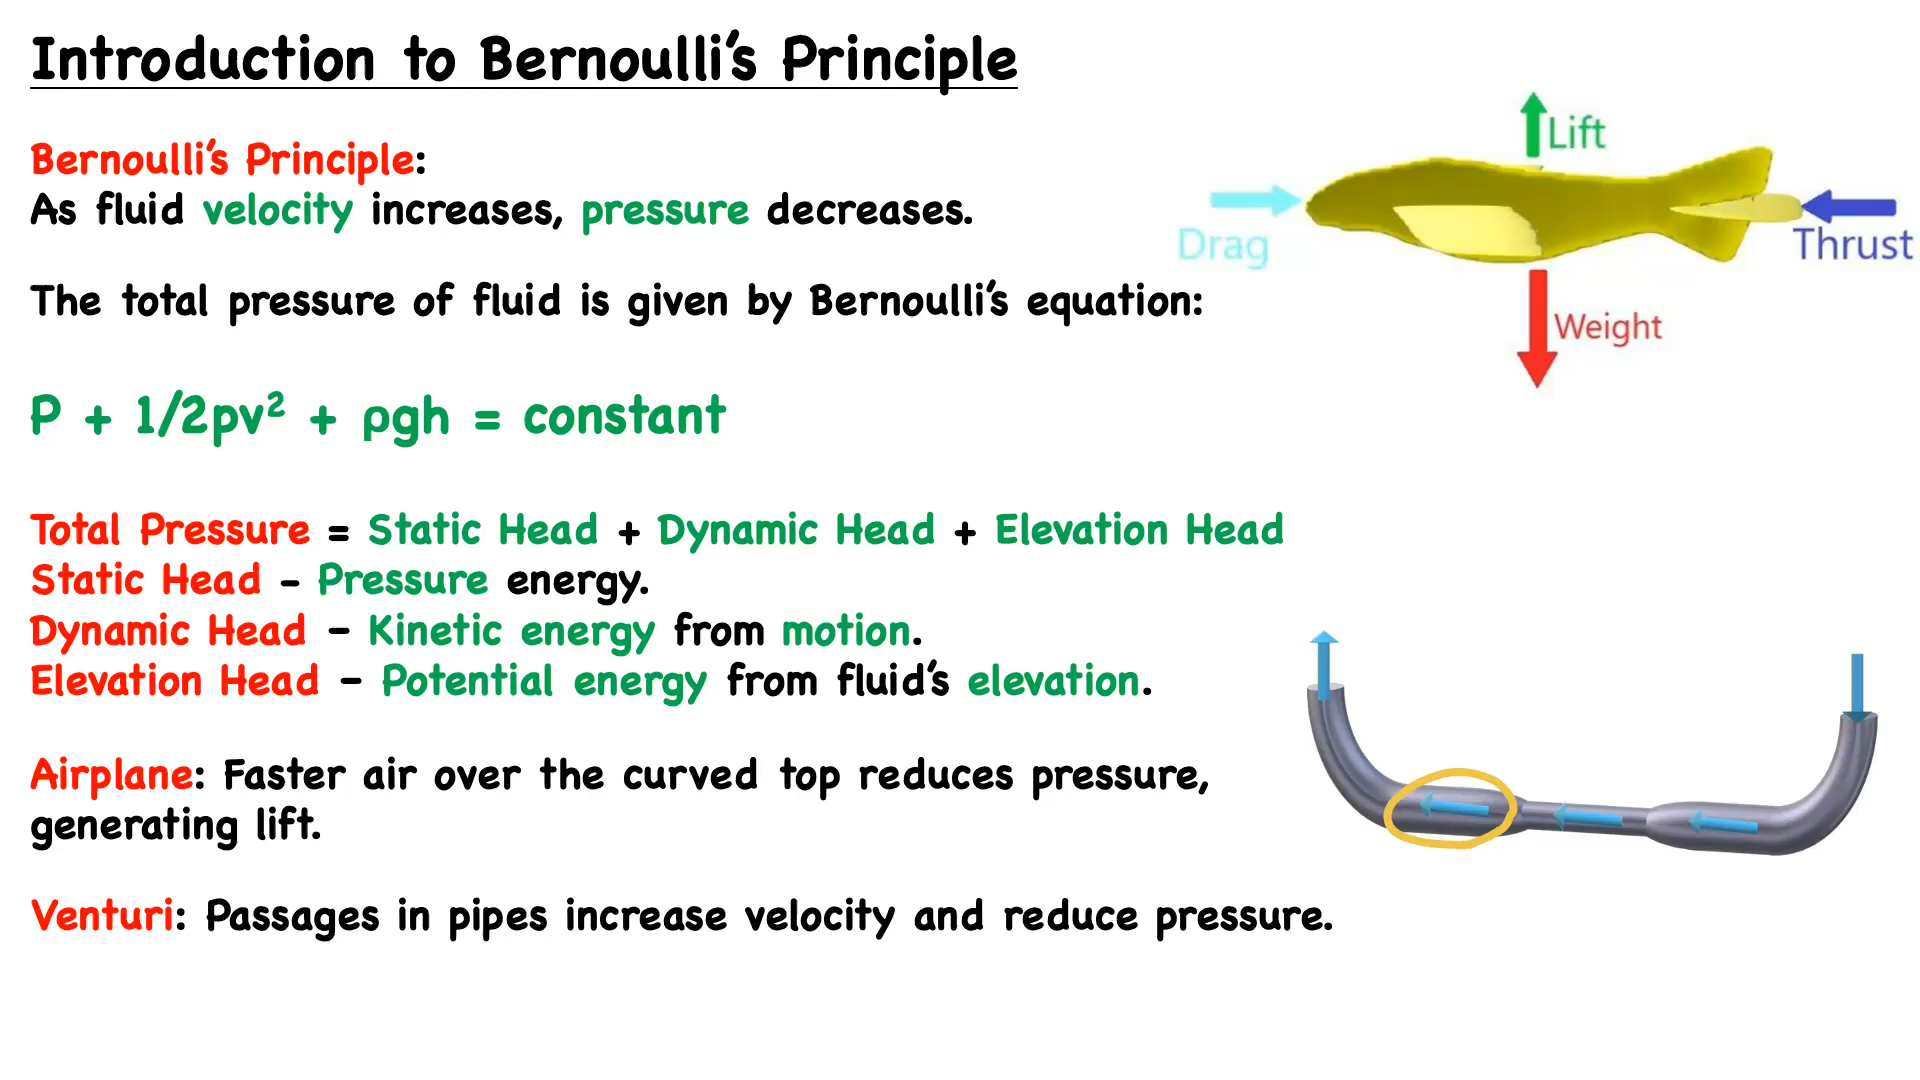 Introduction to Bernoulli's Principle
Bernoulli's Principle:
As fluid velocity increases, pressure decreases.
The total pressure of fluid is given by Bernoulli's equation:
P + 1/2pv² + ρgh = constant
Total Pressure = Static Head + Dynamic Head + Elevation Head
Static Head – Pressure energy.
Dynamic Head – Kinetic energy from motion.
Elevation Head – Potential energy from fluid's elevation.
Airplane: Faster air over the curved top reduces pressure,
generating lift.
Venturi: Passages in pipes increase velocity and reduce pressure.
Lift
Drag
Thrust
Weight